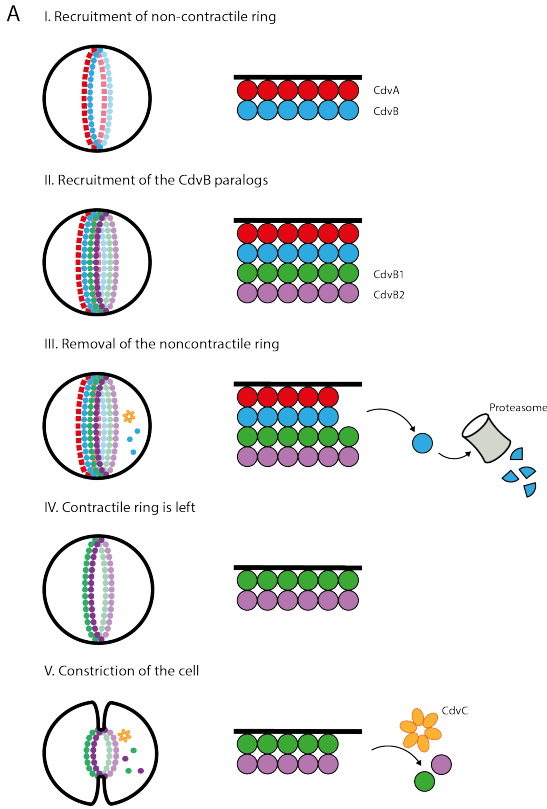 A
I. Recruitment of non-contractile ring
CdvA
CdvB
II. Recruitment of the CdvB paralogs
CdvB1
CdvB2
III. Removal of the noncontractile ring
Proteasome
IV. Contractile ring is left
V. Constriction of the cell
CdvC